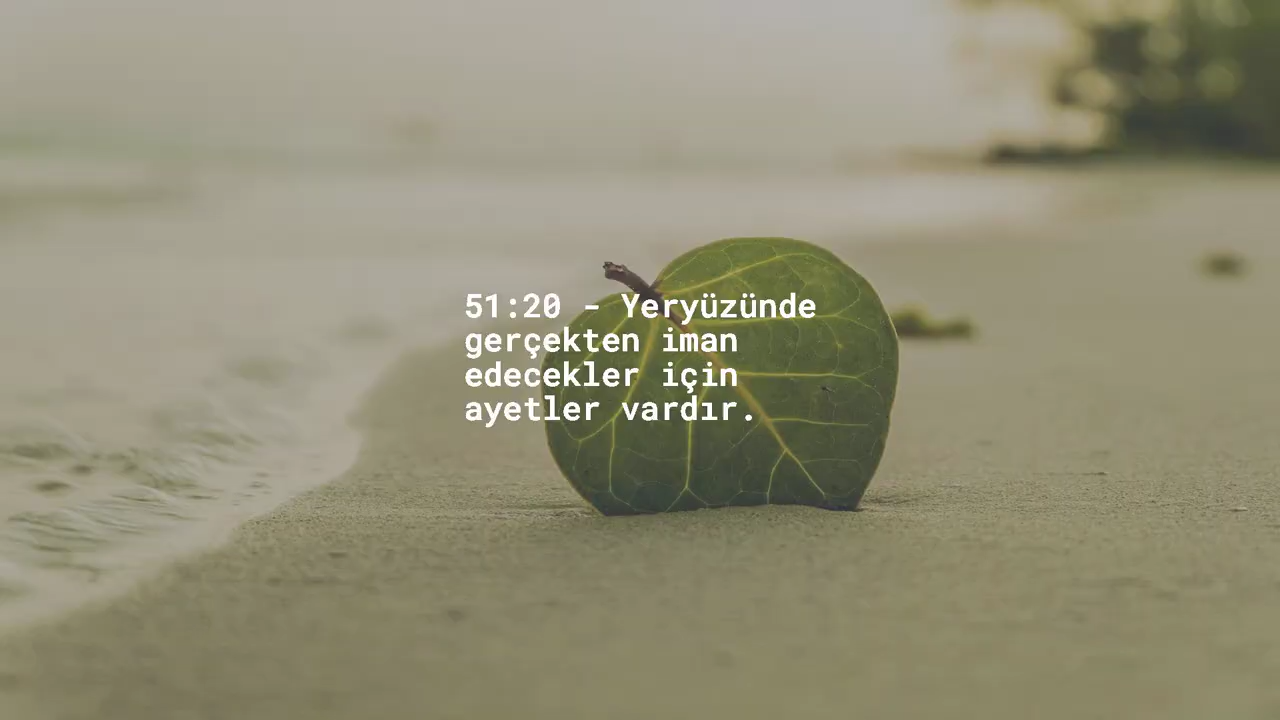 51:20 - Yeryüzünde
gerçekten iman
edecekler için
ayetler vardır.